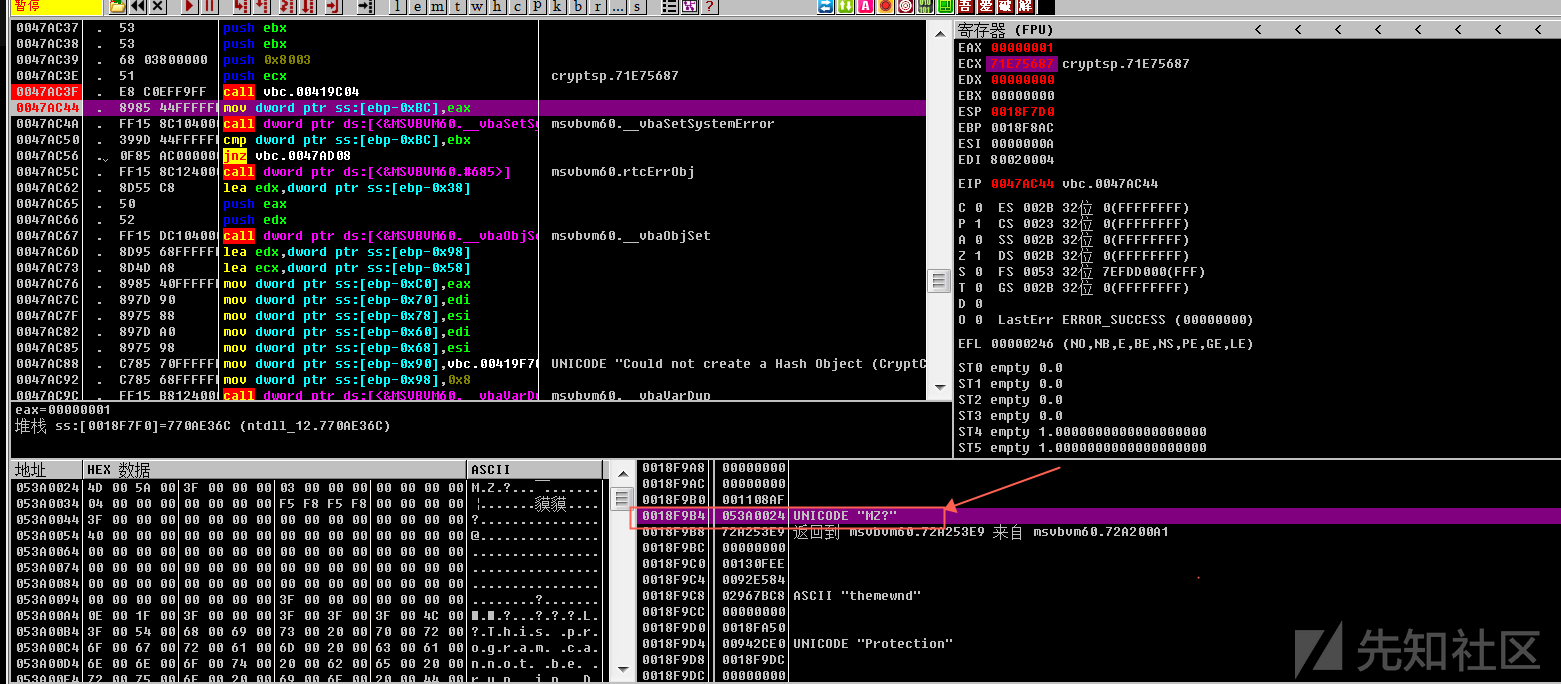 暂停 l e m t w h c p k b r ... s ? 吾 爱 破 解
0047AC37 . 53 push ebx
0047AC38 . 53 push ebx
0047AC39 . 68 03800000 push 0x8003
0047AC3E . 51 push ecx cryptsp.71E75687
0047AC3F . E8 C0EFF9FF call vbc.00419C04
0047AC44 . 8985 44FFFFFF mov dword ptr ss:[ebp-0xBC],eax
0047AC4A . FF15 8C104000 call dword ptr ds:[<&MSVBVM60.__vbaSetSy msvbvm60.__vbaSetSystemError
0047AC50 . 399D 44FFFFFF cmp dword ptr ss:[ebp-0xBC],ebx
0047AC56 . 0F85 AC000000 jnz vbc.0047AD08
0047AC5C . FF15 8C124000 call dword ptr ds:[<&MSVBVM60.#685>] msvbvm60.rtcErrObj
0047AC62 . 8D55 C8 lea edx,dword ptr ss:[ebp-0x38]
0047AC65 . 50 push eax
0047AC66 . 52 push edx
0047AC67 . FF15 DC104000 call dword ptr ds:[<&MSVBVM60.__vbaObjSe msvbvm60.__vbaObjSet
0047AC6D . 8D95 68FFFFFF lea edx,dword ptr ss:[ebp-0x98]
0047AC73 . 8D4D A8 lea ecx,dword ptr ss:[ebp-0x58]
0047AC76 . 8985 40FFFFFF mov dword ptr ss:[ebp-0xC0],eax
0047AC7C . 897D 90 mov dword ptr ss:[ebp-0x70],edi
0047AC7F . 8975 88 mov dword ptr ss:[ebp-0x78],esi
0047AC82 . 897D A0 mov dword ptr ss:[ebp-0x60],edi
0047AC85 . 8975 98 mov dword ptr ss:[ebp-0x68],esi
0047AC88 . C785 70FFFFFF mov dword ptr ss:[ebp-0x90],vbc.00419F70 UNICODE "Could not create a Hash Object (CryptC
0047AC92 . C785 68FFFFFF mov dword ptr ss:[ebp-0x98],0x8
0047AC9C . FF15 B8124000 call dword ptr ds:[<&MSVBVM60.__vbaVarDu msvbvm60.__vbaVarDup
eax=00000001
堆栈 ss:[0018F7F0]=770AE36C (ntdll_12.770AE36C)
寄存器 (FPU) < < < < < < < <
EAX 00000001
ECX 71E75687 cryptsp.71E75687
EDX 00000000
EBX 00000000
ESP 0018F7D0
EBP 0018F8AC
ESI 0000000A
EDI 80020004
EIP 0047AC44 vbc.0047AC44
C 0 ES 002B 32位 0(FFFFFFFF)
P 1 CS 0023 32位 0(FFFFFFFF)
A 0 SS 002B 32位 0(FFFFFFFF)
Z 1 DS 002B 32位 0(FFFFFFFF)
S 0 FS 0053 32位 7EFDD000(FFF)
T 0 GS 002B 32位 0(FFFFFFFF)
D 0
O 0 LastErr ERROR_SUCCESS (00000000)
EFL 00000246 (NO,NB,E,BE,NS,PE,GE,LE)
ST0 empty 0.0
ST1 empty 0.0
ST2 empty 0.0
ST3 empty 0.0
ST4 empty 1.0000000000000000000
ST5 empty 1.0000000000000000000
地址 HEX 数据 ASCII
053A0024 4D 00 5A 00 3F 00 00 00 03 00 00 00 00 00 00 00 M.Z.?...........
053A0034 04 00 00 00 00 00 00 00 F5 F8 F5 F8 00 00 00 00 ¦.......貘貘....
053A0044 3F 00 00 00 00 00 00 00 00 00 00 00 00 00 00 00 ?...............
053A0054 40 00 00 00 00 00 00 00 00 00 00 00 00 00 00 00 @...............
053A0064 00 00 00 00 00 00 00 00 00 00 00 00 00 00 00 00 ................
053A0074 00 00 00 00 00 00 00 00 00 00 00 00 00 00 00 00 ................
053A0084 00 00 00 00 00 00 00 00 00 00 00 00 00 00 00 00 ................
053A0094 00 00 00 00 00 00 00 00 3F 00 00 00 00 00 00 00 ........?.......
053A00A4 0E 00 1F 00 3F 00 00 00 3F 00 3F 00 3F 00 4C 00 ■.■.?...?.?.?.L.
053A00B4 3F 00 54 00 68 00 69 00 73 00 20 00 70 00 72 00 ?.T.h.i.s. .p.r.
053A00C4 6F 00 67 00 72 00 61 00 6D 00 20 00 63 00 61 00 o.g.r.a.m. .c.a.
053A00D4 6E 00 6E 00 6F 00 74 00 20 00 62 00 65 00 20 00 n.n.o.t. .b.e. .
053A00E4 72 00 75 00 6E 00 20 00 69 00 6E 00 20 00 44 00 r.u.n. .i.n. .D.
0018F9A8 00000000
0018F9AC 00000000
0018F9B0 001108AF
0018F9B4 053A0024 UNICODE "MZ?"
0018F9B8 72A253E9 返回到 msvbvm60.72A253E9 来自 msvbvm60.72A200A1
0018F9BC 00000000
0018F9C0 00130FEE
0018F9C4 0092E584
0018F9C8 02967BC8 ASCII "themewnd"
0018F9CC 00000000
0018F9D0 0018FA50
0018F9D4 00942CE0 UNICODE "Protection"
0018F9D8 0018F9DC
0018F9DC 00000000
先知社区